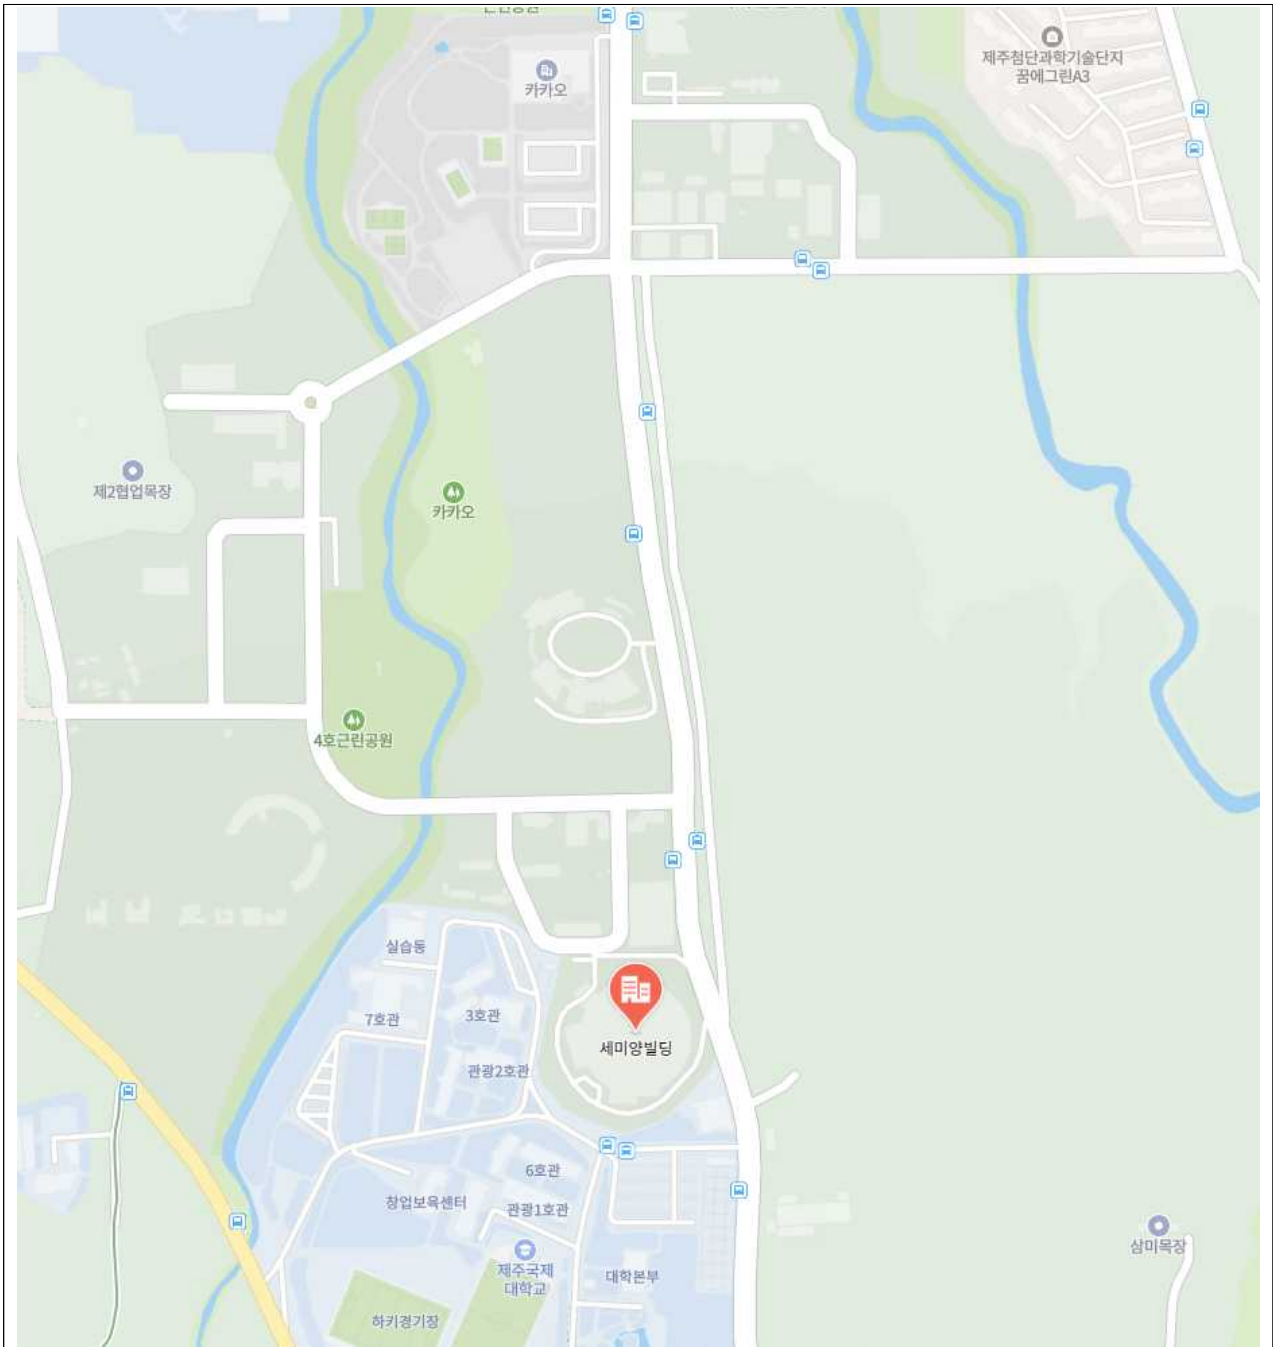 카카오
제주첨단과학기술단지
꿈에그린A3
제2협업목장
카카오
4호근린공원
실습동
7호관
3호관
세미양빌딩
관광2호관
6호관
창업보육센터
관광1호관
삼미목장
제주국제
대학교
대학본부
하키경기장